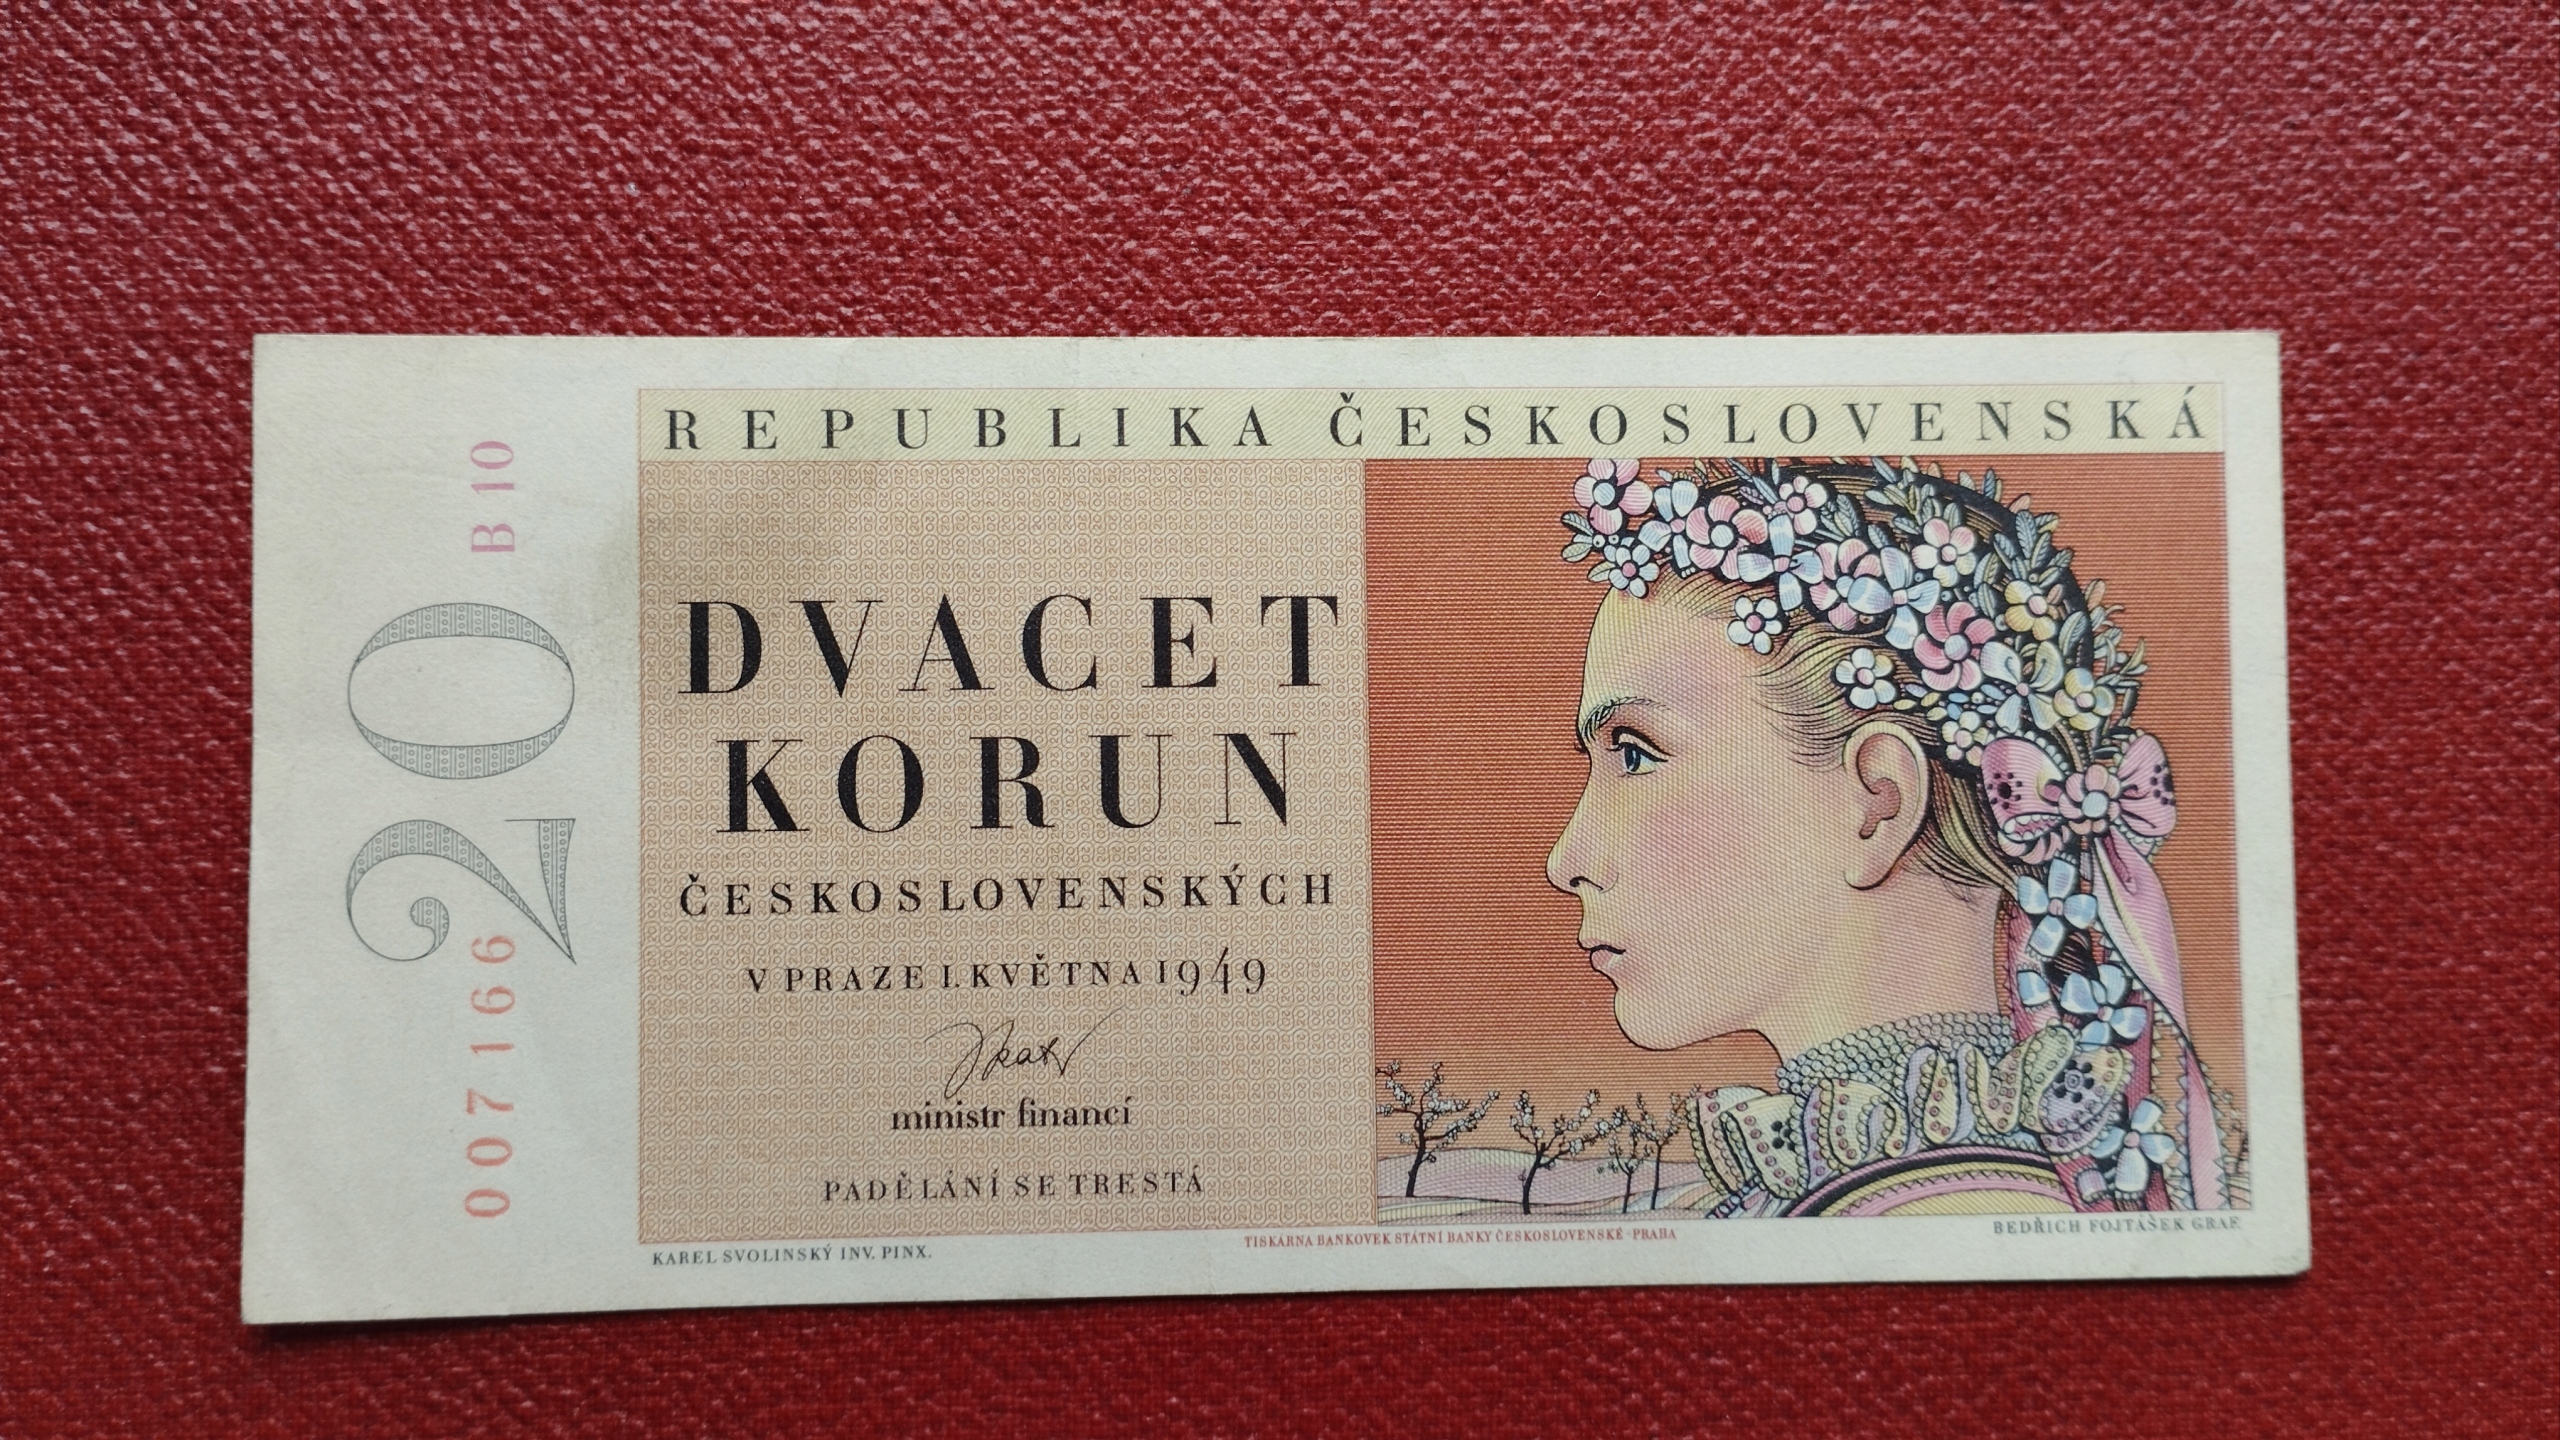 REPUBLIKA ČESKOSLOVENSKÁ
B 10
20
007166
DVACET
KORUN
ČESKOSLOVENSKÝCH
V PRAZE 1. KVĚTNA 1949
ministr financí
PADĚLÁNÍ SE TRESTÁ
KAREL SVOLINSKÝ INV. PINX.
TISKÁRNA BANKOVEK STÁTNÍ BANKY ČESKOSLOVENSKÉ - PRAHA
BEDŘICH FOJTÁŠEK GRAF.